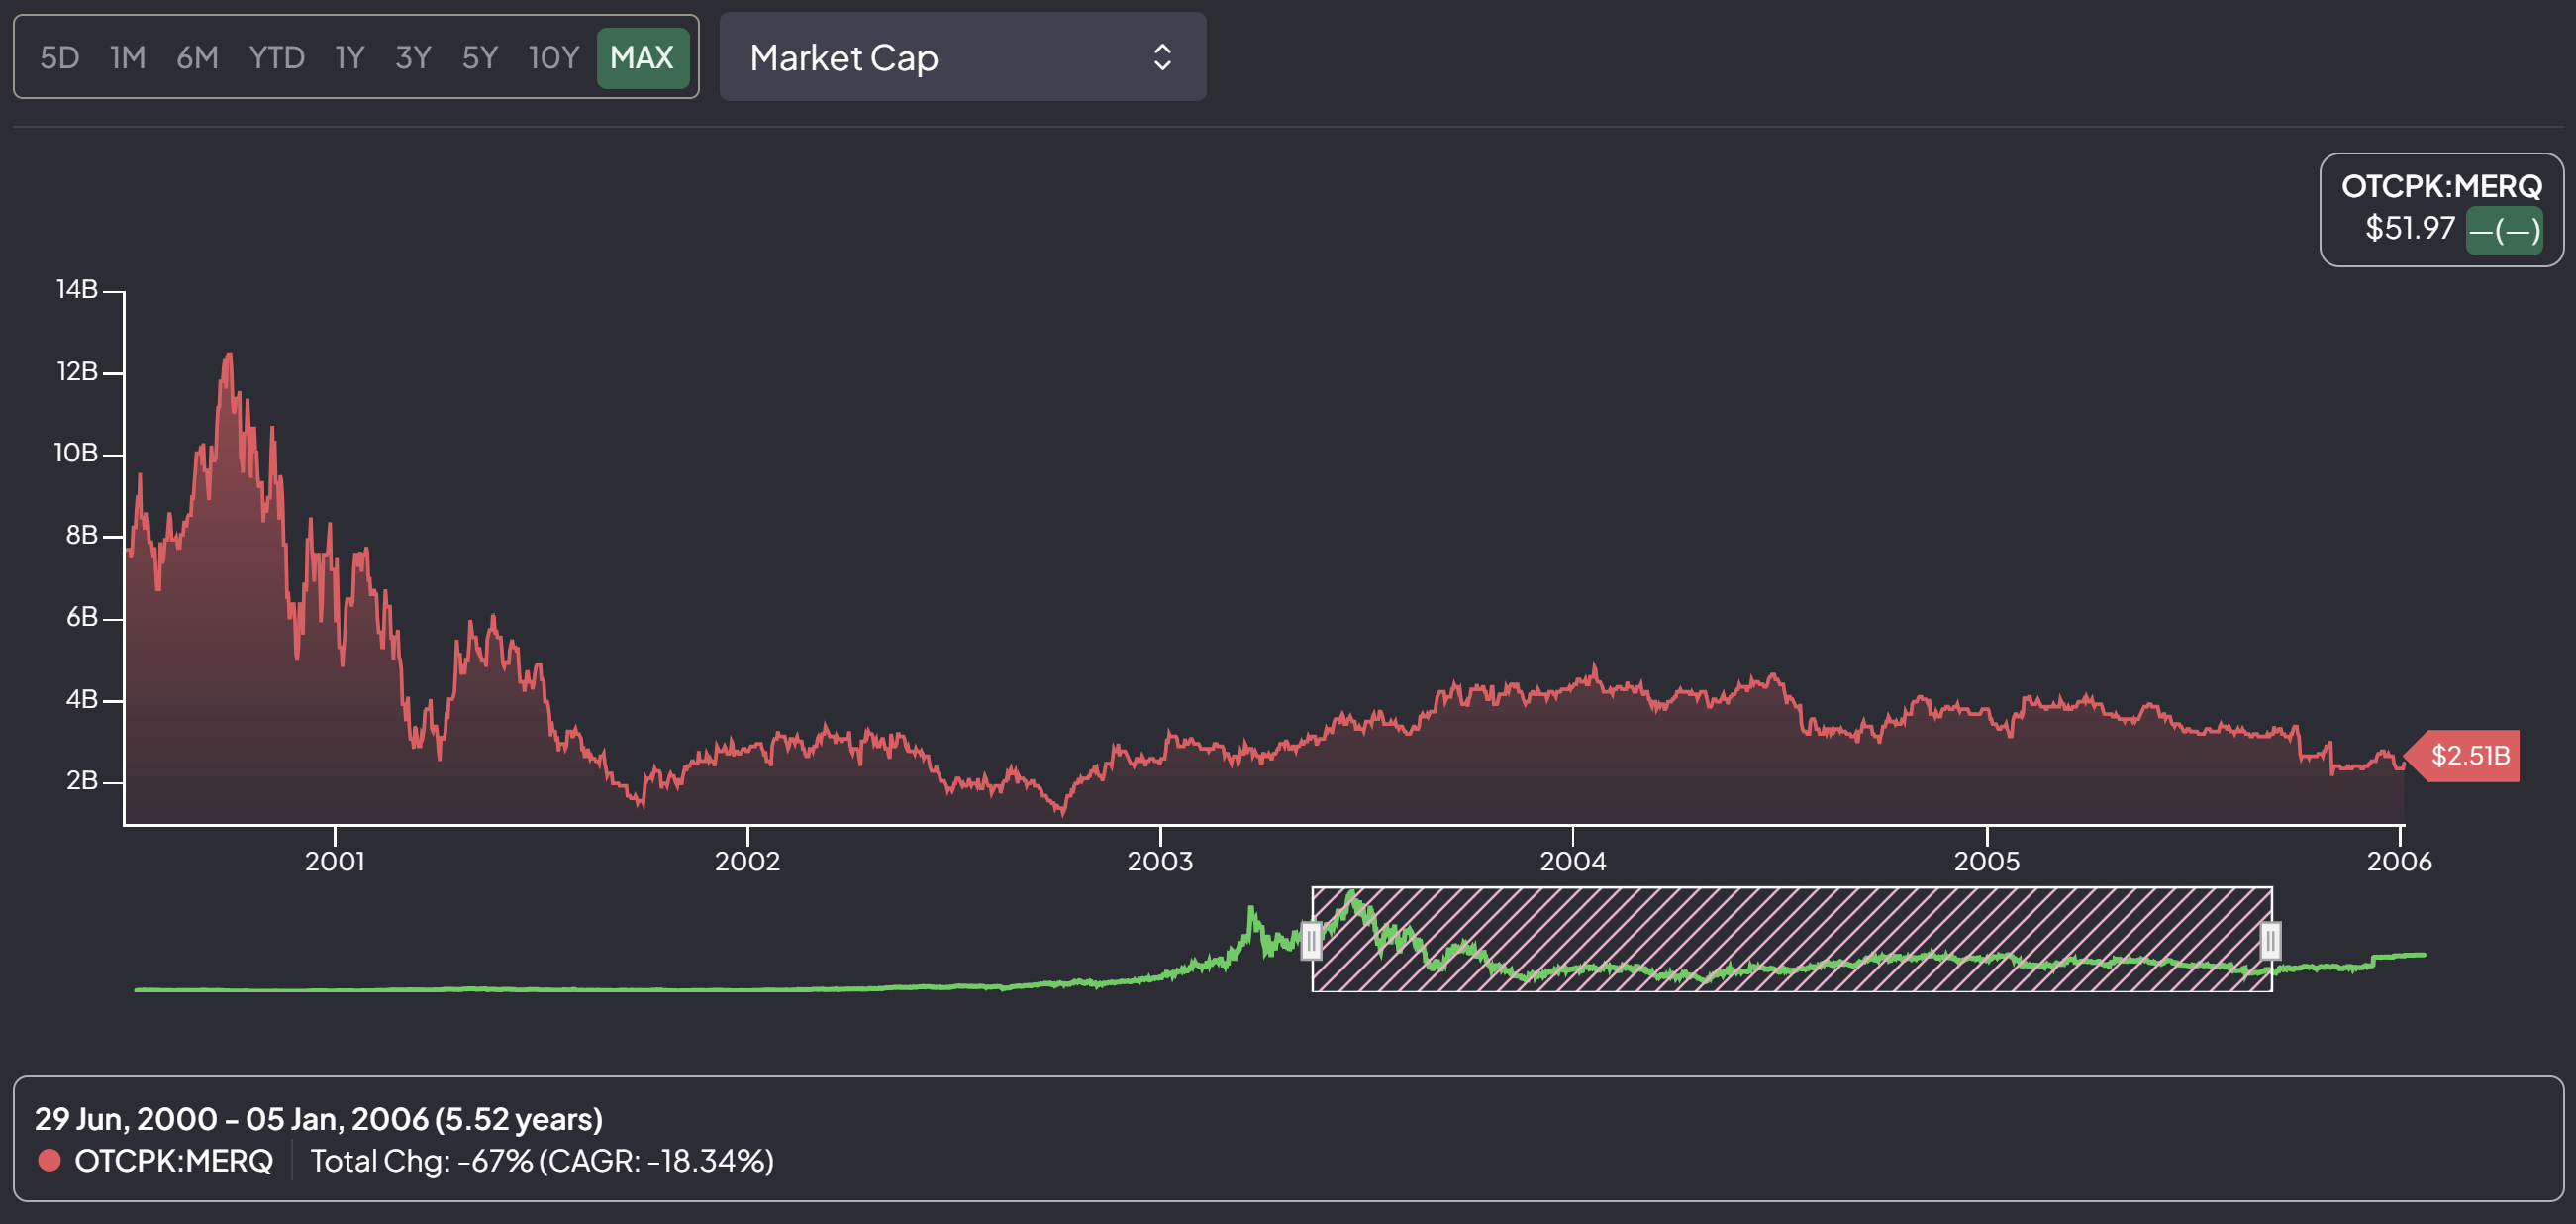 5D 1M 6M YTD 1Y 3Y 5Y 10Y MAX Market Cap
OTCPK:MERQ
$51.97 —(—)
14B
12B
10B
8B
6B
4B
2B
$2.51B
2001 2002 2003 2004 2005 2006
29 Jun, 2000 - 05 Jan, 2006 (5.52 years)
OTCPK:MERQ Total Chg: -67% (CAGR: -18.34%)